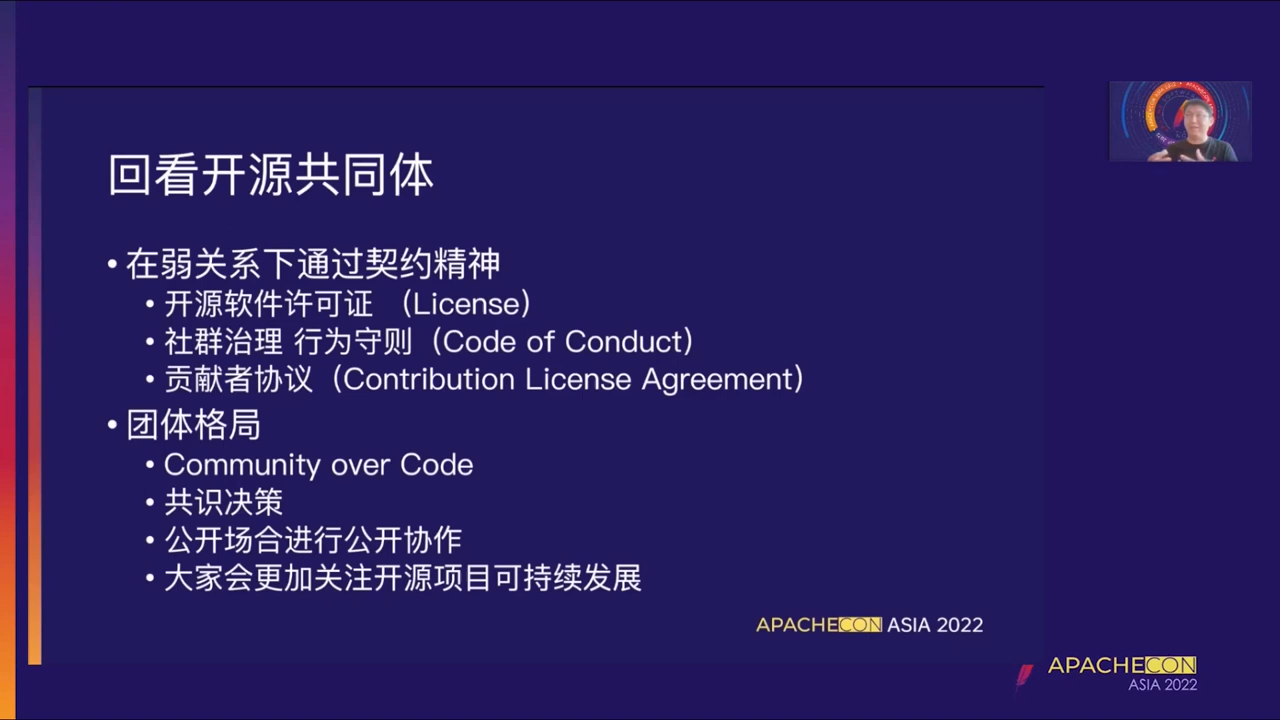 回看开源共同体
• 在弱关系下通过契约精神
• 开源软件许可证 （License）
• 社群治理 行为守则（Code of Conduct）
• 贡献者协议（Contribution License Agreement）
• 团体格局
• Community over Code
• 共识决策
• 公开场合进行公开协作
• 大家会更加关注开源项目可持续发展
APACHECON ASIA 2022
APACHECON
ASIA 2022